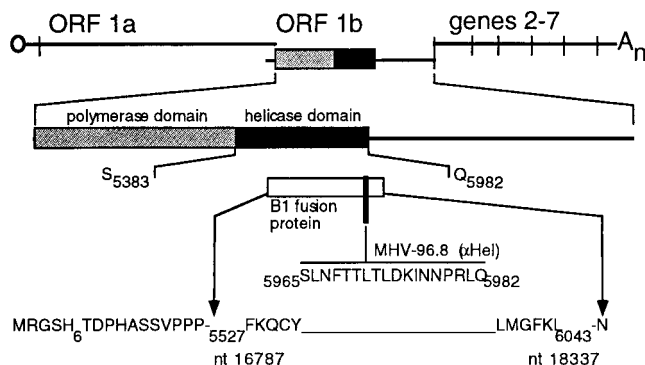 ORF 1a ORF 1b genes 2-7 An
polymerase domain helicase domain
S5383 Q5982
B1 fusion
protein
MHV-96.8 (αHel)
5965SLNFTTLTLDKINNPRLQ5982
MRGSH6TDPHASSVPPP-5527FKQCY LMGFKL6043-N
nt 16787 nt 18337